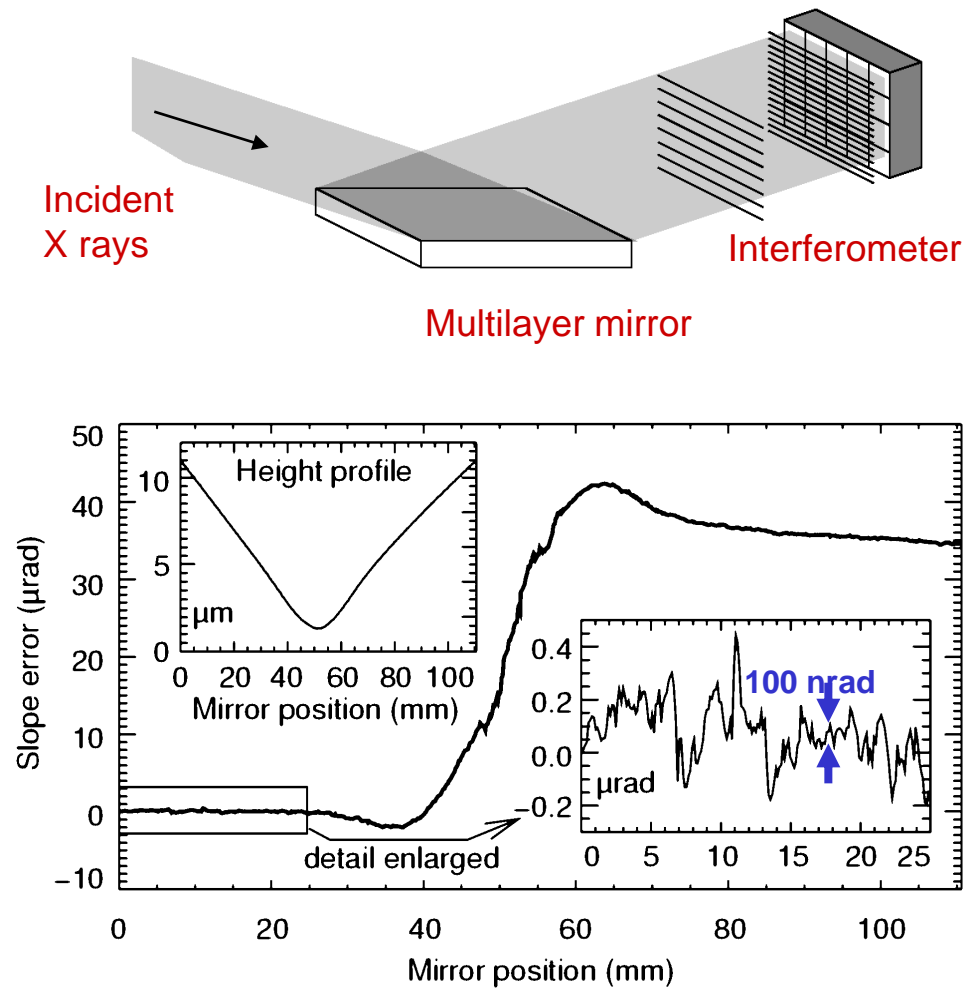 Incident
X rays
Interferometer
Multilayer mirror
50
40
30
20
10
0
−10
Slope error (µrad)
Height profile
10
5
0
µm
0 20 40 60 80 100
Mirror position (mm)
0.4
0.2
0.0
−0.2
100 nrad
µrad
0 5 10 15 20 25
detail enlarged
0 20 40 60 80 100
Mirror position (mm)